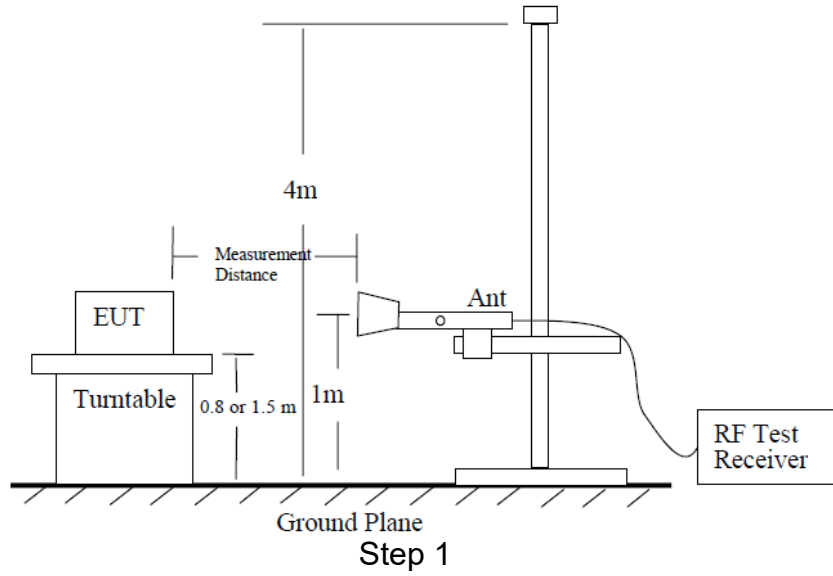 4m
Measurement
Distance
EUT
Ant
Turntable
0.8 or 1.5 m
1m
RF Test
Receiver
Ground Plane
Step 1